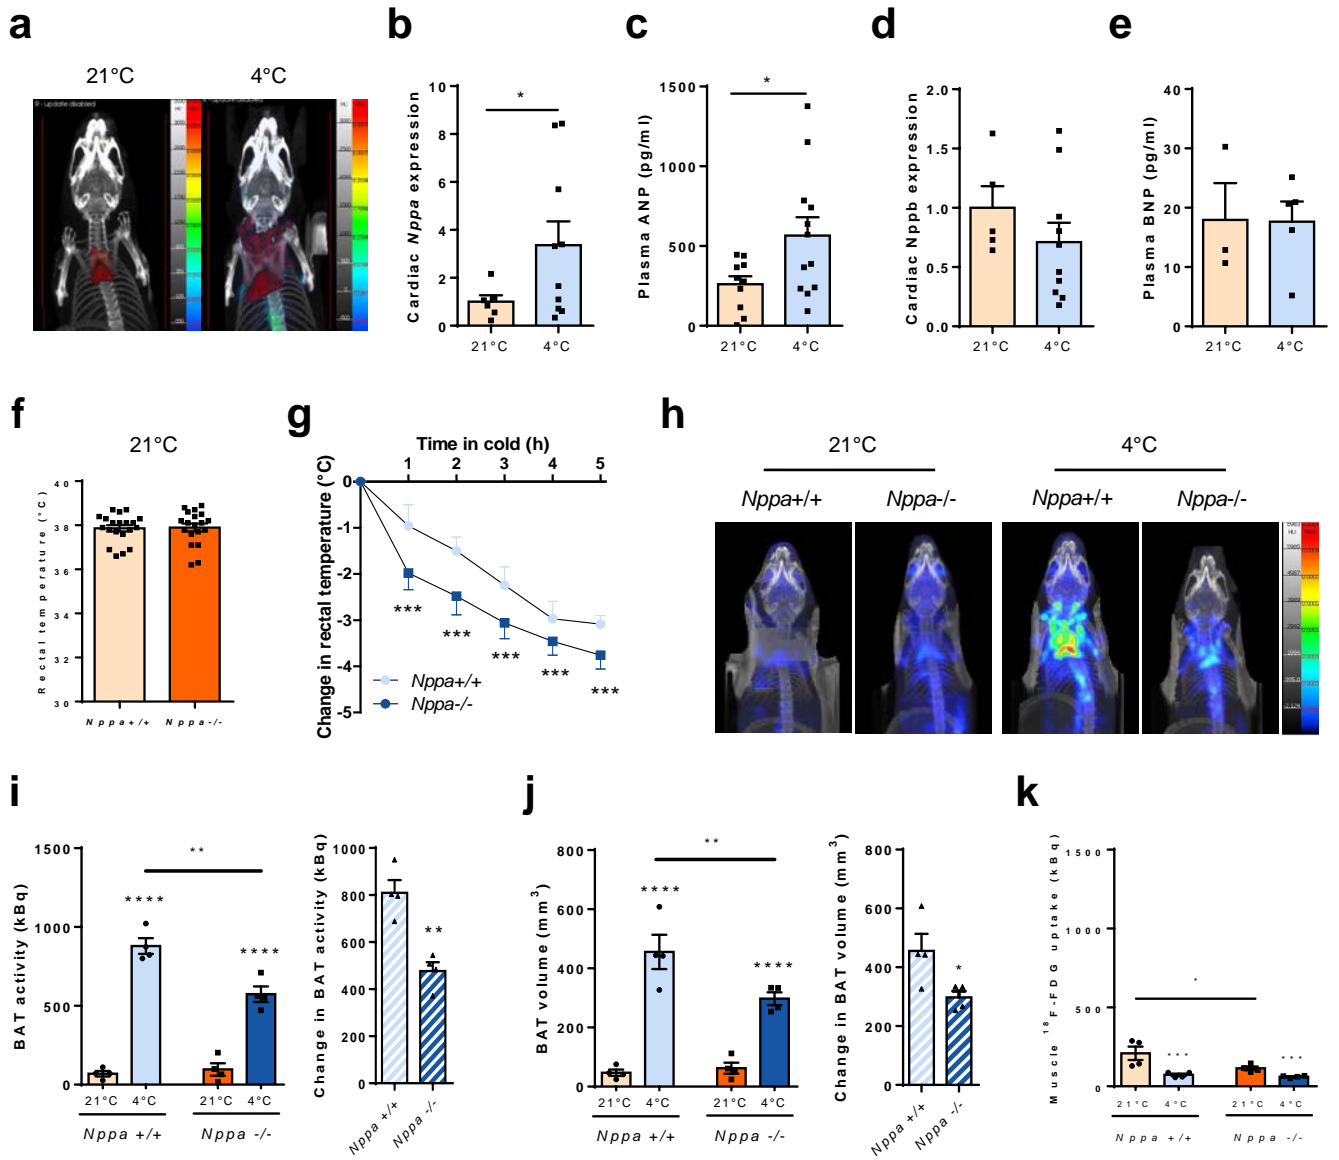 a
b
c
d
e
21°C
4°C
- update disabled
- update disabled
HU
HU
Cardiac Nppa expression
10
8
6
4
2
0
*
21°C
4°C
Plasma ANP (pg/ml)
1500
1000
500
0
*
21°C
4°C
Cardiac Nppb expression
2.0
1.5
1.0
0.5
0.0
21°C
4°C
Plasma BNP (pg/ml)
40
30
20
10
0
21°C
4°C
f
g
h
21°C
Rectal temperature (°C)
40
38
36
34
32
30
Nppa+/+
Nppa-/-
Time in cold (h)
1 2 3 4 5
Change in rectal temperature (°C)
0
-1
-2
-3
-4
-5
***
***
***
***
***
Nppa+/+
Nppa-/-
21°C
4°C
Nppa+/+
Nppa-/-
Nppa+/+
Nppa-/-
HU
i
j
k
BAT activity (kBq)
1500
1000
500
0
**
****
****
21°C 4°C 21°C 4°C
Nppa +/+
Nppa -/-
Change in BAT activity (kBq)
1000
800
600
400
200
0
**
Nppa +/+
Nppa -/-
BAT volume (mm³)
800
600
400
200
0
**
****
****
21°C 4°C 21°C 4°C
Nppa +/+
Nppa -/-
Change in BAT volume (mm³)
800
600
400
200
0
*
Nppa +/+
Nppa -/-
Muscle ¹⁸F-FDG uptake (kBq)
1500
1000
500
0
*
***
***
21°C 4°C 21°C 4°C
Nppa +/+
Nppa -/-